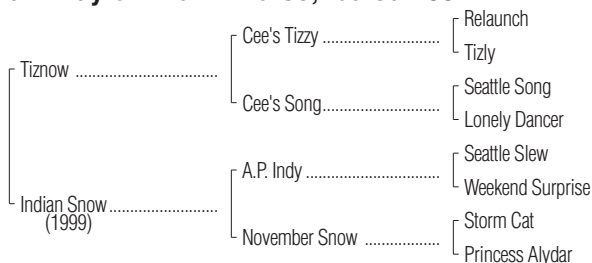 Relaunch
Cee's Tizzy ..............................
Tizly
Tiznow ................................
Seattle Song
Cee's Song...........................
Lonely Dancer
Seattle Slew
A.P. Indy ..............................
Weekend Surprise
Indian Snow.........................
(1999)
Storm Cat
November Snow .................
Princess Alydar